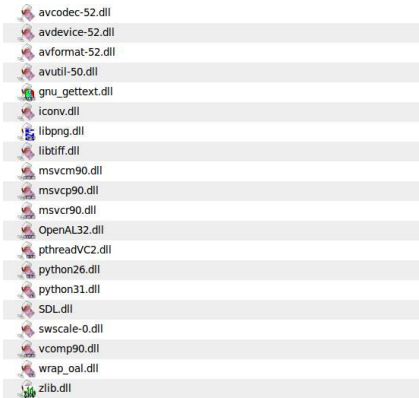 avcodec-52.dll
avdevice-52.dll
avformat-52.dll
avutil-50.dll
gnu_gettext.dll
iconv.dll
libpng.dll
libtiff.dll
msvcm90.dll
msvcp90.dll
msvcr90.dll
OpenAL32.dll
pthreadVC2.dll
python26.dll
python31.dll
SDL.dll
swscale-0.dll
vcomp90.dll
wrap_oal.dll
zlib.dll